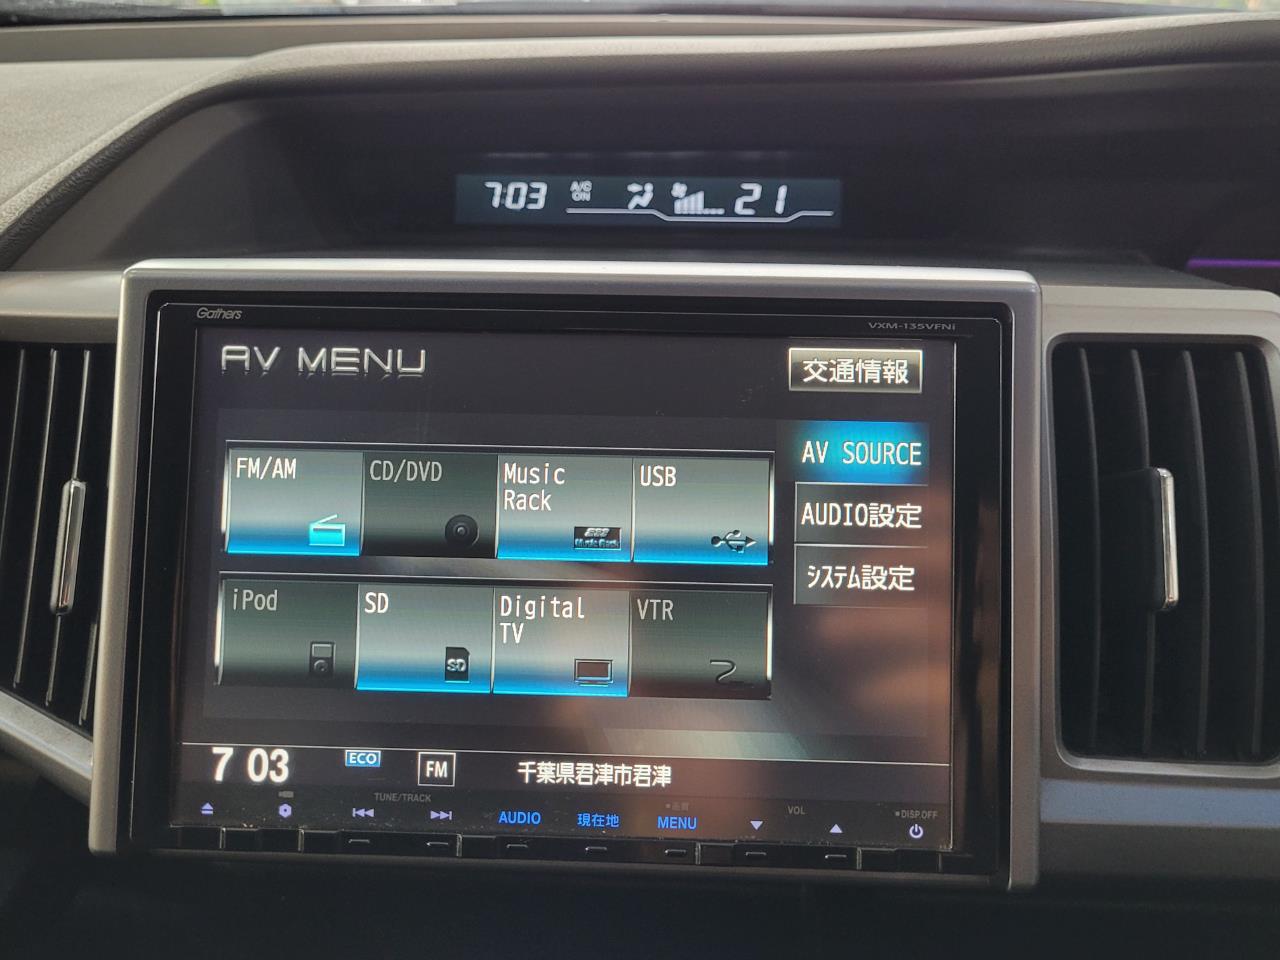 7:03 A/C ON 21
Gathers
VXM-135VFNi
AV MENU
交通情報
FM/AM
CD/DVD
Music Rack
USB
AV SOURCE
AUDIO設定
システム設定
iPod
SD
SD
Digital TV
VTR
7 03
ECO
FM
千葉県君津市君津
TUNE/TRACK
AUDIO
現在地
画質
MENU
VOL
DISP.OFF